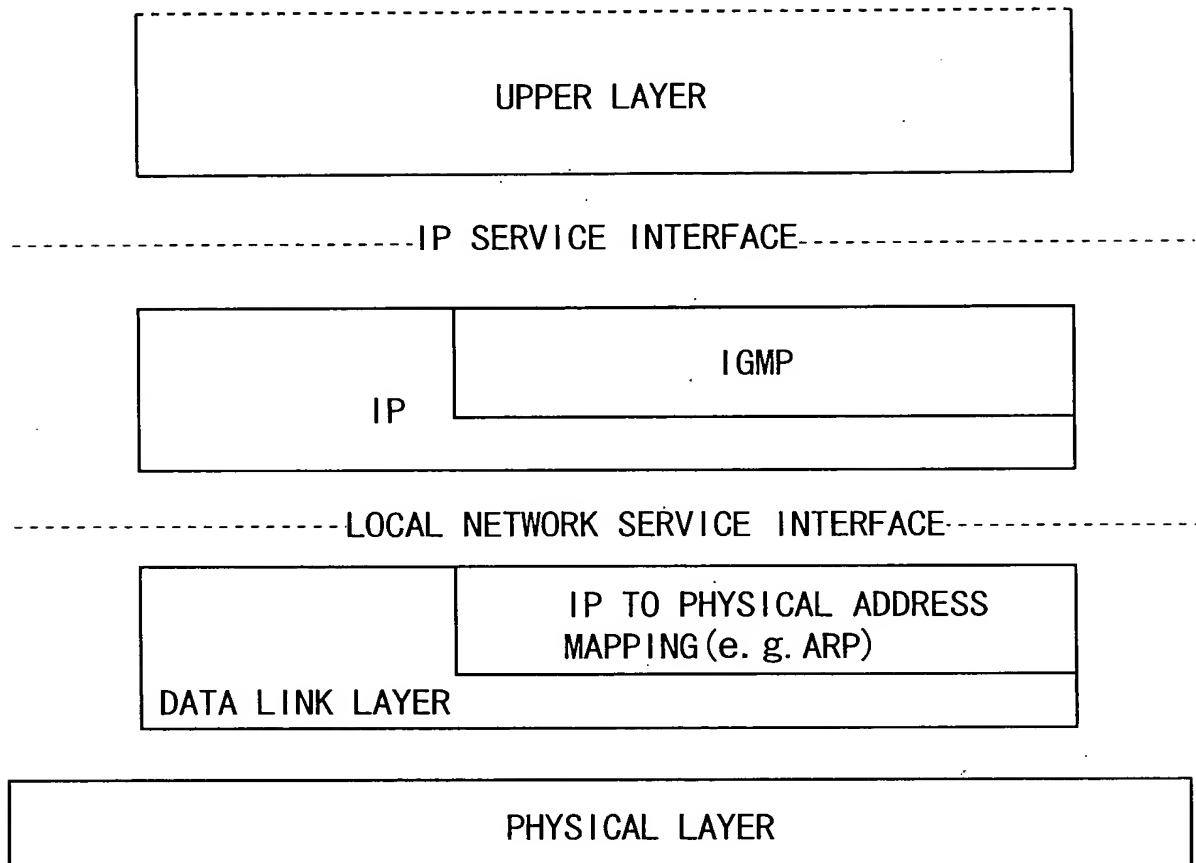 UPPER LAYER
IP SERVICE INTERFACE
IGMP
IP
LOCAL NETWORK SERVICE INTERFACE
IP TO PHYSICAL ADDRESS
MAPPING(e.g.ARP)
DATA LINK LAYER
PHYSICAL LAYER